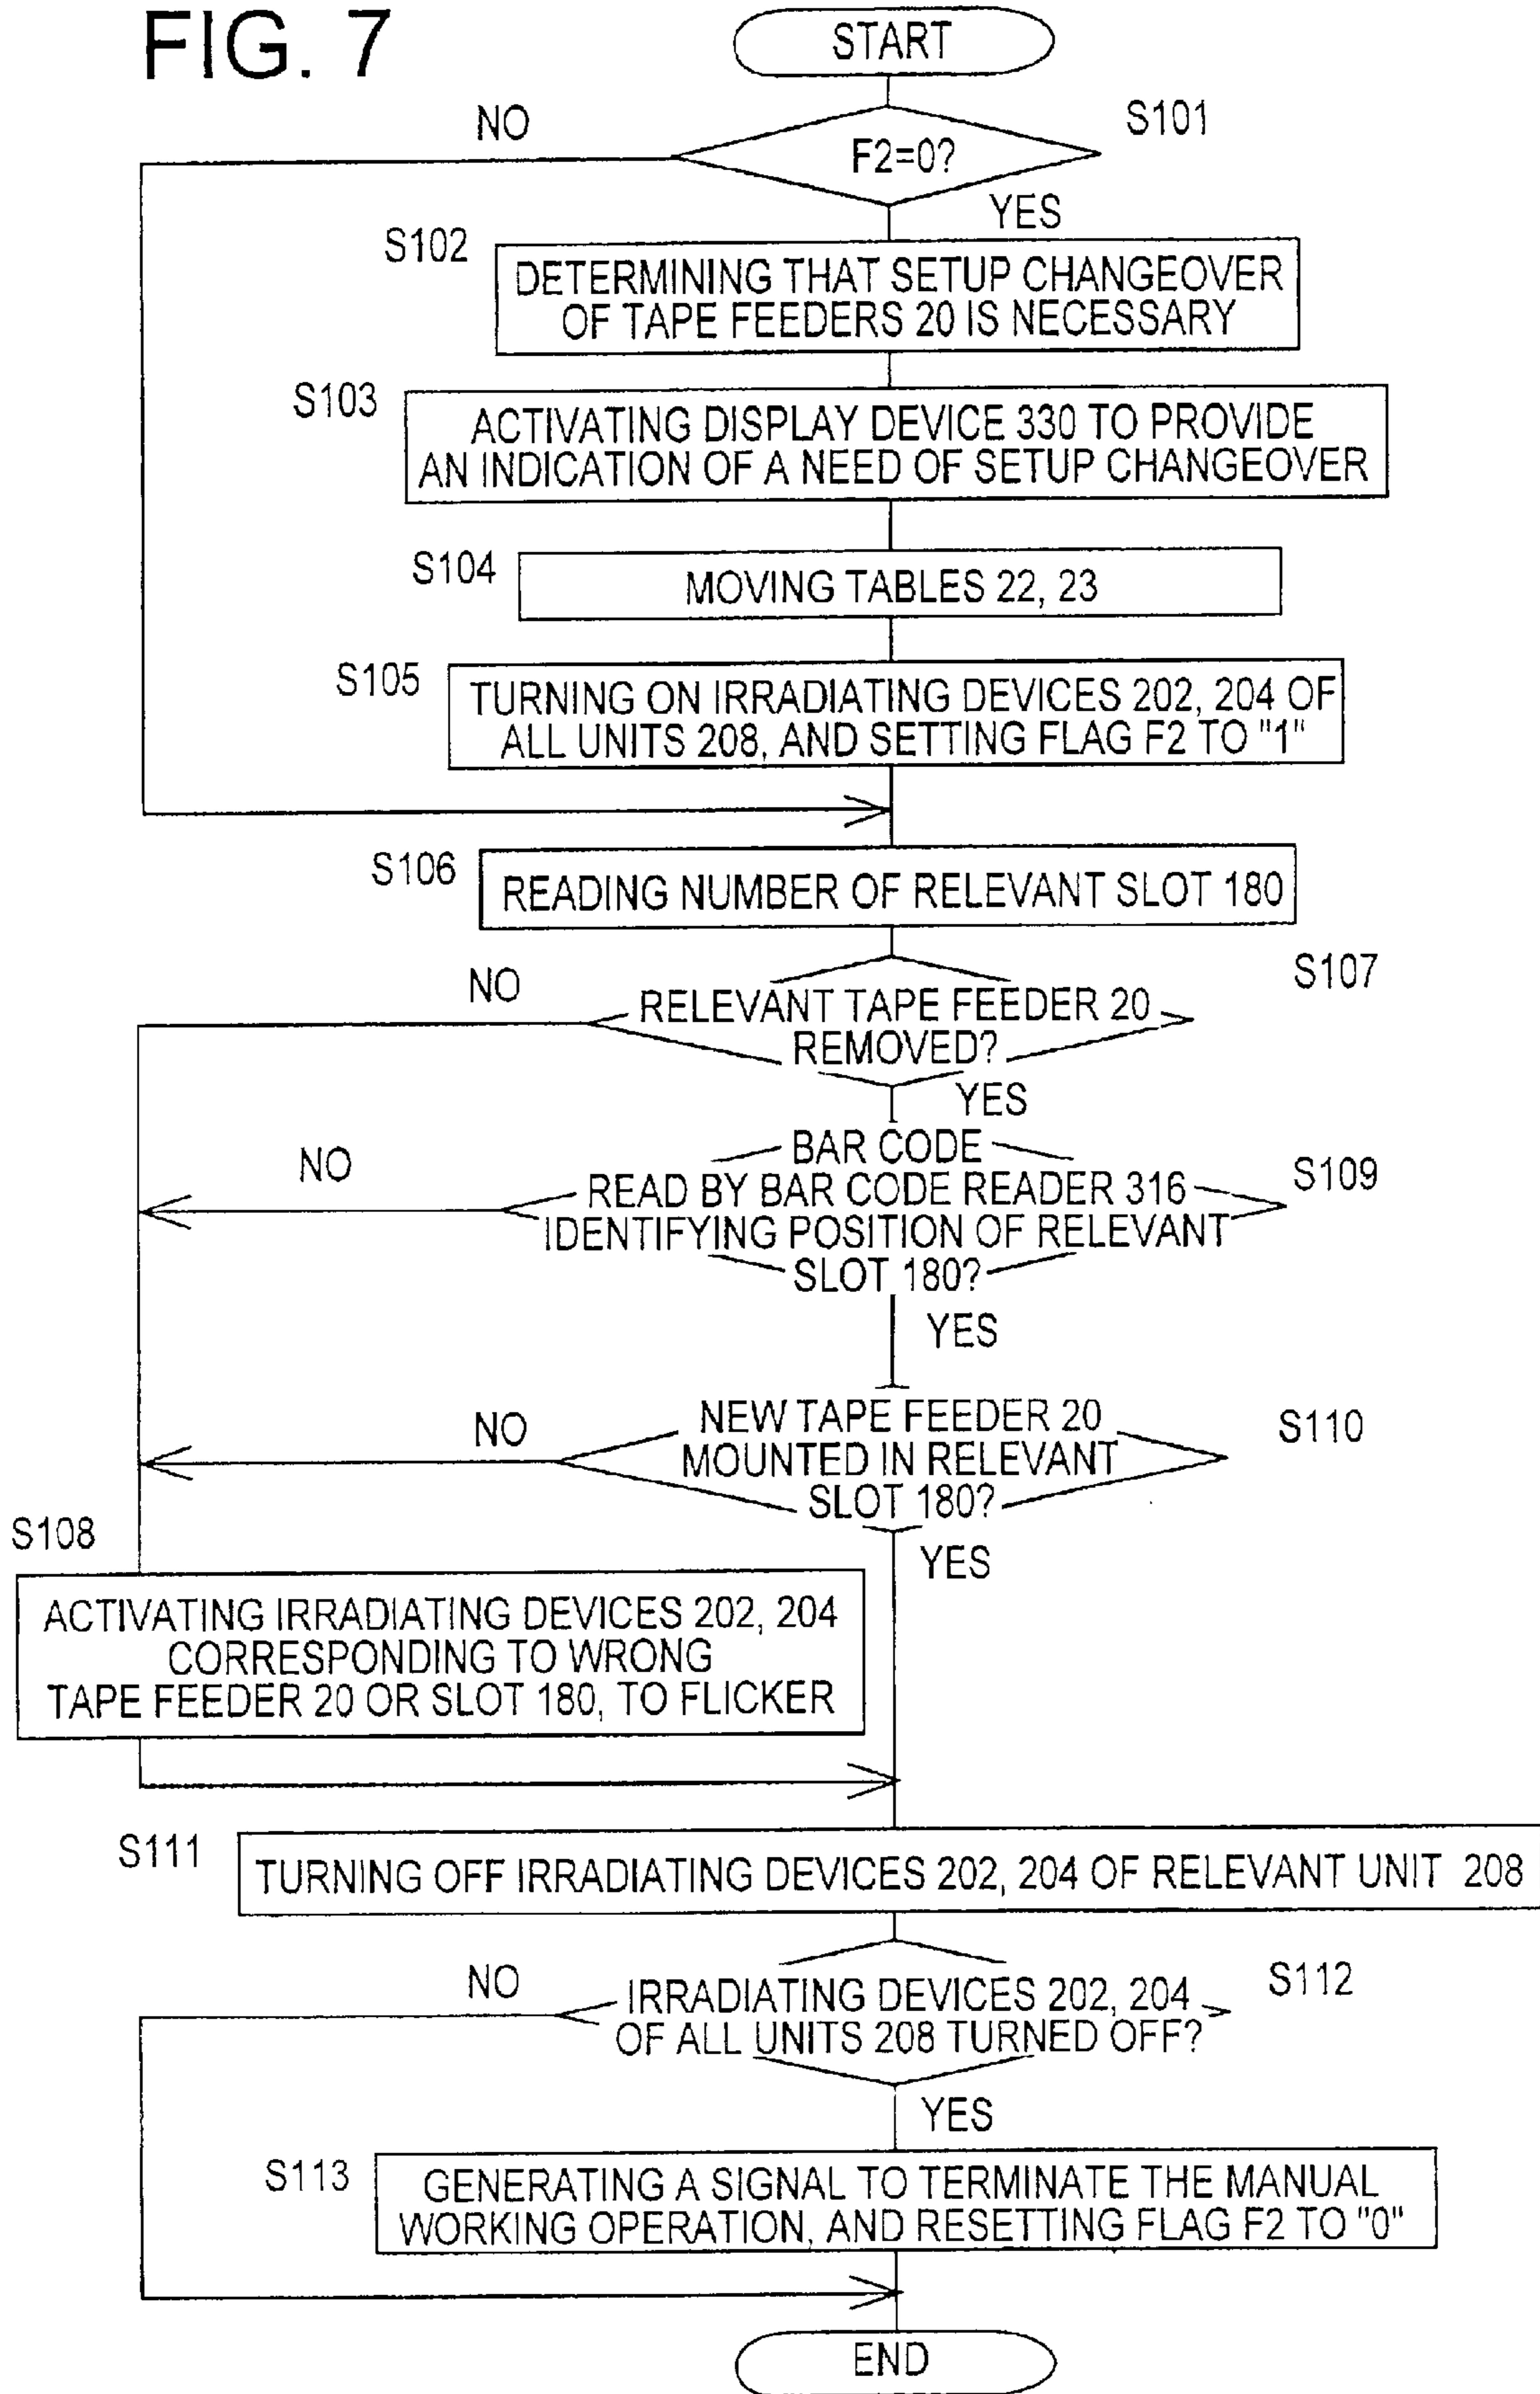 FIG. 7
START
S101
NO
F2=0?
YES
S102
DETERMINING THAT SETUP CHANGEOVER
OF TAPE FEEDERS 20 IS NECESSARY
S103
ACTIVATING DISPLAY DEVICE 330 TO PROVIDE
AN INDICATION OF A NEED OF SETUP CHANGEOVER
S104
MOVING TABLES 22, 23
S105
TURNING ON IRRADIATING DEVICES 202, 204 OF
ALL UNITS 208, AND SETTING FLAG F2 TO "1"
S106
READING NUMBER OF RELEVANT SLOT 180
S107
NO
RELEVANT TAPE FEEDER 20
REMOVED?
YES
BAR CODE
NO
S109
READ BY BAR CODE READER 316
IDENTIFYING POSITION OF RELEVANT
SLOT 180?
YES
NEW TAPE FEEDER 20
NO
S110
MOUNTED IN RELEVANT
SLOT 180?
S108
YES
ACTIVATING IRRADIATING DEVICES 202, 204
CORRESPONDING TO WRONG
TAPE FEEDER 20 OR SLOT 180, TO FLICKER
S111
TURNING OFF IRRADIATING DEVICES 202, 204 OF RELEVANT UNIT 208
NO
S112
IRRADIATING DEVICES 202, 204
OF ALL UNITS 208 TURNED OFF?
YES
S113
GENERATING A SIGNAL TO TERMINATE THE MANUAL
WORKING OPERATION, AND RESETTING FLAG F2 TO "0"
END